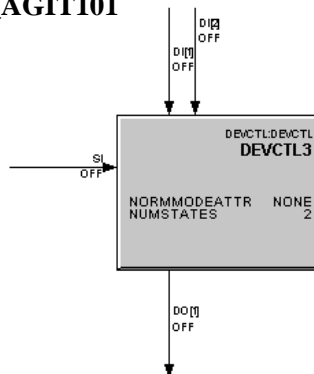 AGIT101
DI[2]
OFF
DI[1]
OFF
DEVCTL:DEVCTL
DEVCTL3
SI
OFF
NORMMODEATTR NONE
NUMSTATES 2
DO[1]
OFF